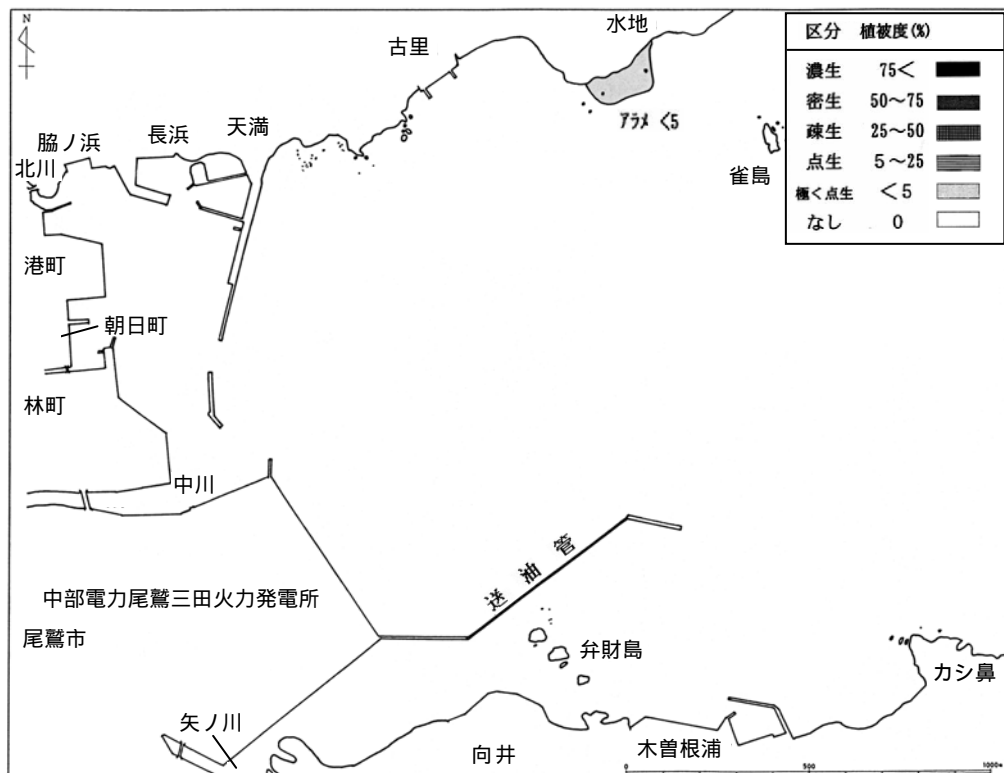 N
水地
古里
アラメ <5
区分 植被度(%)
濃生 75<
密生 50〜75
疎生 25〜50
点生 5〜25
極く点生 <5
なし 0
天満
長浜
脇ノ浜
北川
雀島
港町
朝日町
林町
中川
送油管
中部電力尾鷲三田火力発電所
尾鷲市
弁財島
カシ鼻
矢ノ川
向井
木曽根浦
0 500 1000m